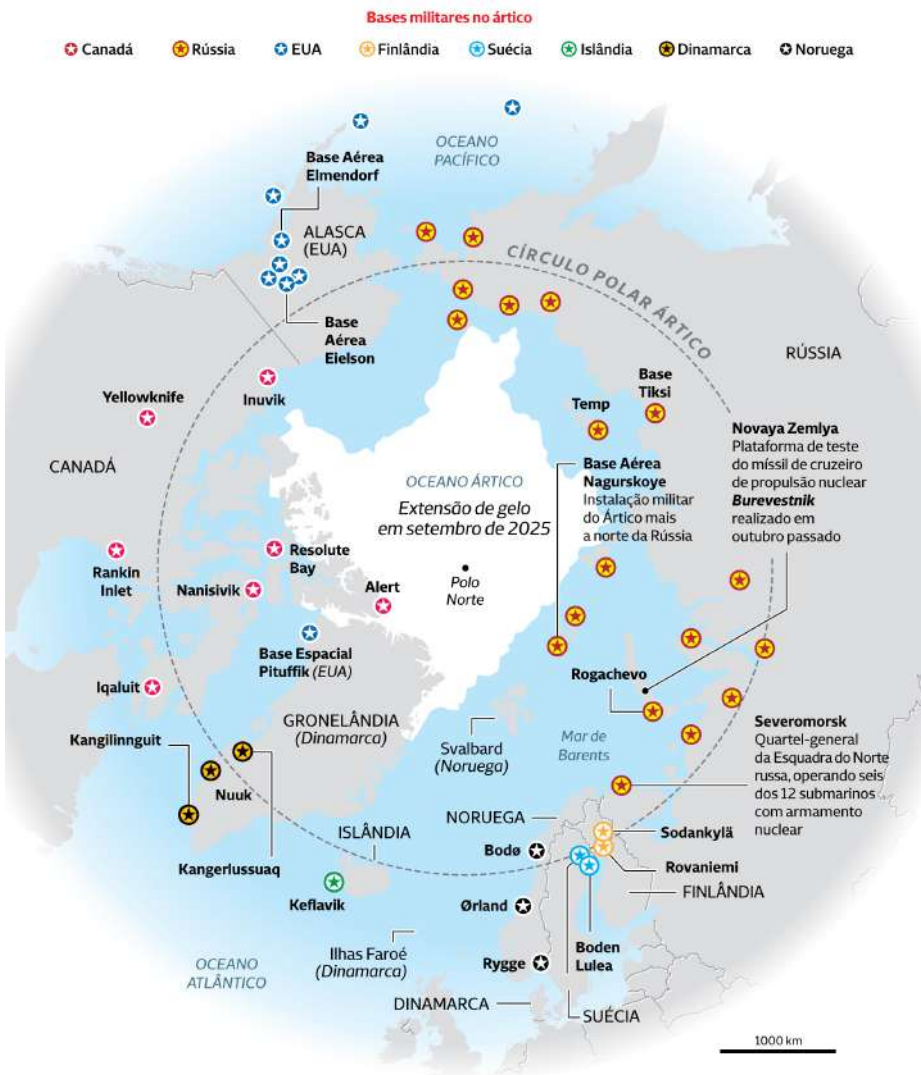 Bases militares no ártico
Canadá
Rússia
EUA
Finlândia
Suécia
Islândia
Dinamarca
Noruega
OCEANO
PACÍFICO
Base Aérea
Elmendorf
ALASCA
(EUA)
CÍRCULO POLAR ÁRTICO
Base
Aérea
Eielson
RÚSSIA
Inuvik
Yellowknife
Base
Tiksi
Temp
Novaya Zemlya
Plataforma de teste
do míssil de cruzeiro
de propulsão nuclear
Burevestnik
realizado em
outubro passado
CANADÁ
Base Aérea
Nagurskoye
Instalação militar
do Ártico mais
a norte da Rússia
OCEANO ÁRTICO
Extensão de gelo
em setembro de 2025
Resolute
Bay
Rankin
Inlet
Nanisivik
Alert
Polo
Norte
Base Espacial
Pituffik (EUA)
Rogachevo
Iqaluit
GRONELÂNDIA
(Dinamarca)
Kangilinnguit
Svalbard
(Noruega)
Mar de
Barents
Severomorsk
Quartel-general
da Esquadra do Norte
russa, operando seis
dos 12 submarinos
com armamento
nuclear
Nuuk
NORUEGA
ISLÂNDIA
Sodankylä
Bodø
Kangerlussuaq
Rovaniemi
FINLÂNDIA
Keflavik
Ørland
Ilhas Faroé
(Dinamarca)
Boden
Lulea
OCEANO
ATLÂNTICO
Rygge
DINAMARCA
SUÉCIA
1000 km